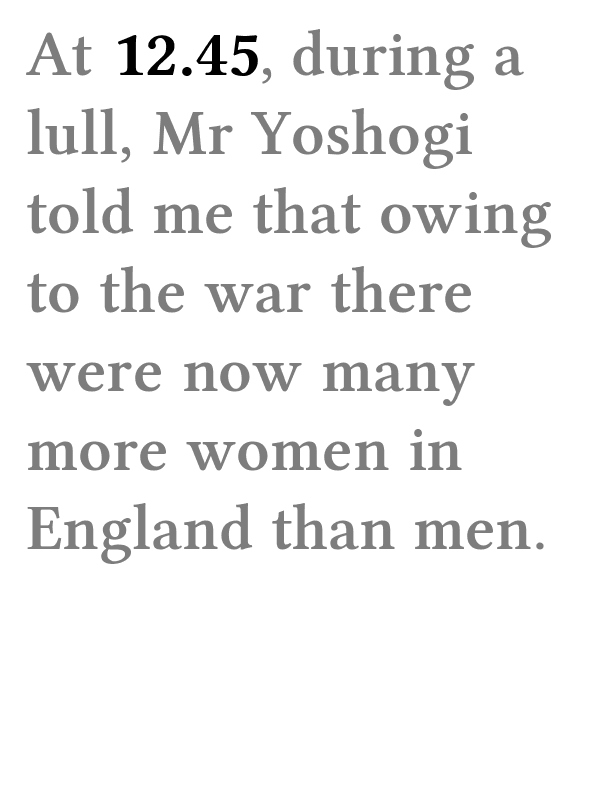 At 12.45, during a
lull, Mr Yoshogi
told me that owing
to the war there
were now many
more women in
England than men.